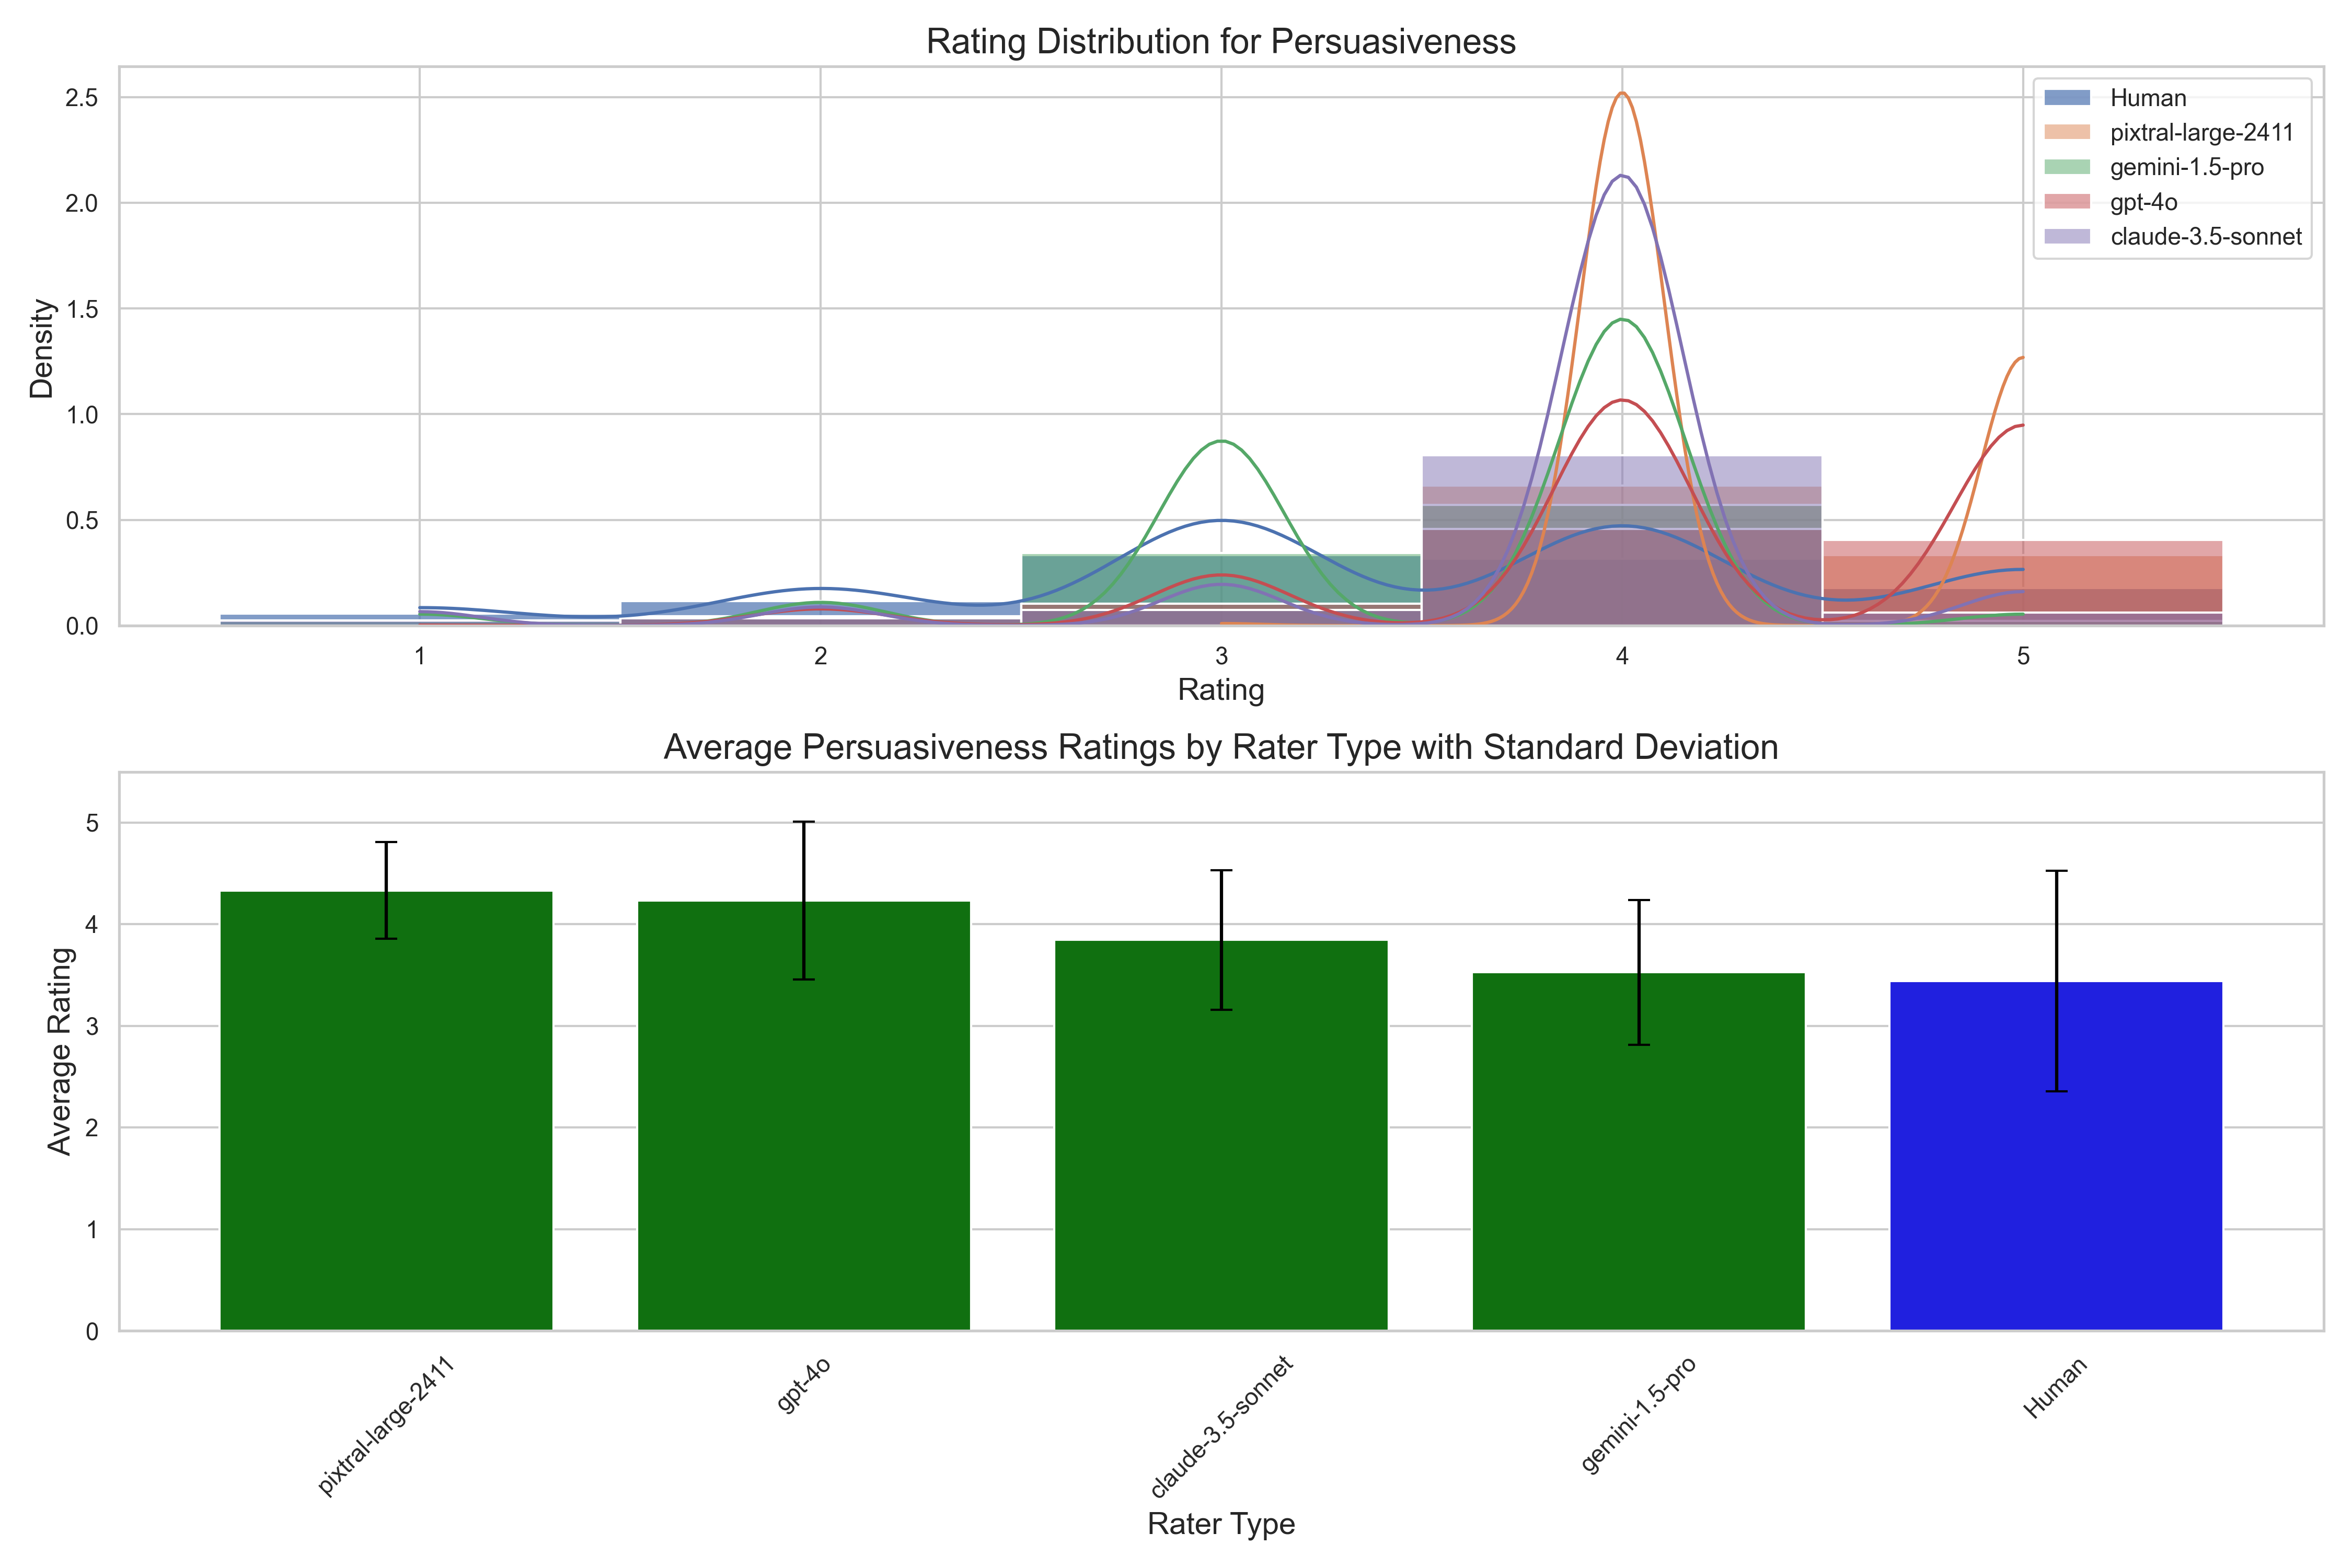 Rating Distribution for Persuasiveness
Density
2.5
2.0
1.5
1.0
0.5
0.0
Human
pixtral-large-2411
gemini-1.5-pro
gpt-4o
claude-3.5-sonnet
1 2 3 4 5
Rating
Average Persuasiveness Ratings by Rater Type with Standard Deviation
Average Rating
5
4
3
2
1
0
pixtral-large-2411
gpt-4o
claude-3.5-sonnet
gemini-1.5-pro
Human
Rater Type